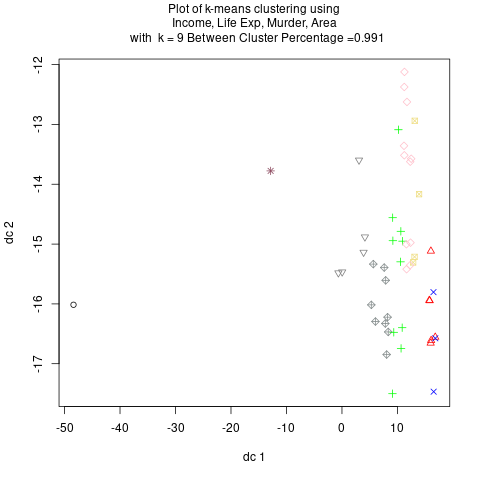 Plot of k-means clustering using
Income, Life Exp, Murder, Area
with k = 9 Between Cluster Percentage =0.991
-12
-13
-14
-15
-16
-17
dc 2
-50
-40
-30
-20
-10
0
10
dc 1